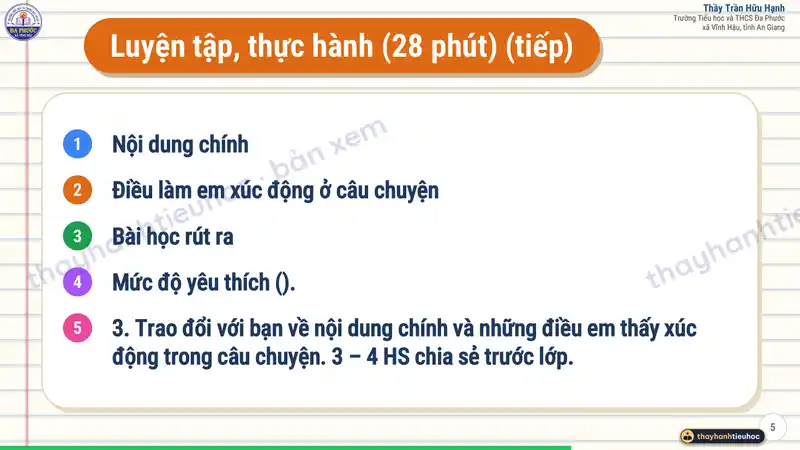 Thầy Trần Hữu Hạnh
Trường Tiểu học và THCS Đa Phước
xã Vĩnh Hậu, tỉnh An Giang
ĐA PHƯỚC
Luyện tập, thực hành (28 phút) (tiếp)
1 Nội dung chính
2 Điều làm em xúc động ở câu chuyện
3 Bài học rút ra
4 Mức độ yêu thích ().
5 3. Trao đổi với bạn về nội dung chính và những điều em thấy xúc
động trong câu chuyện. 3 – 4 HS chia sẻ trước lớp.
thayhanhtieuhoc · bản xem
thayhanhtieu
5
thayhanhtieuhoc